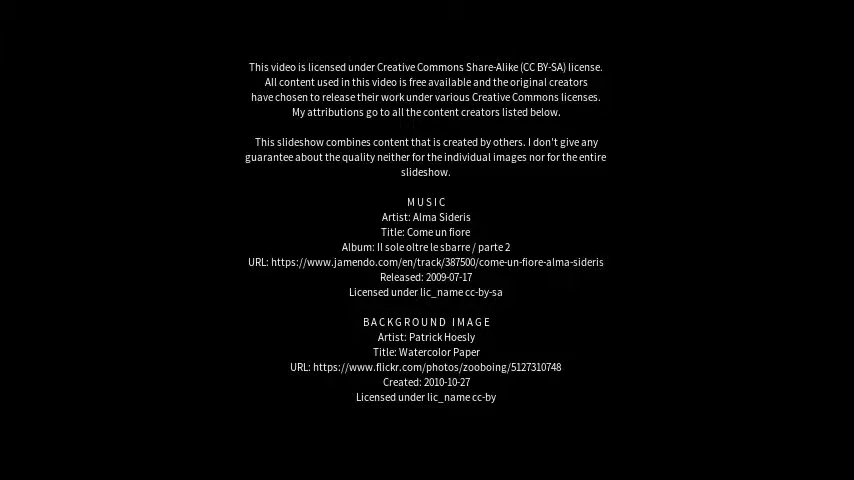 This video is licensed under Creative Commons Share-Alike (CC BY-SA) license.
All content used in this video is free available and the original creators
have chosen to release their work under various Creative Commons licenses.
My attributions go to all the content creators listed below.
This slideshow combines content that is created by others. I don't give any
guarantee about the quality neither for the individual images nor for the entire
slideshow.
MUSIC
Artist: Alma Sideris
Title: Come un fiore
Album: Il sole oltre le sbarre / parte 2
URL: https://www.jamendo.com/en/track/387500/come-un-fiore-alma-sideris
Released: 2009-07-17
Licensed under lic_name cc-by-sa
BACKGROUND IMAGE
Artist: Patrick Hoesly
Title: Watercolor Paper
URL: https://www.flickr.com/photos/zooboing/5127310748
Created: 2010-10-27
Licensed under lic_name cc-by